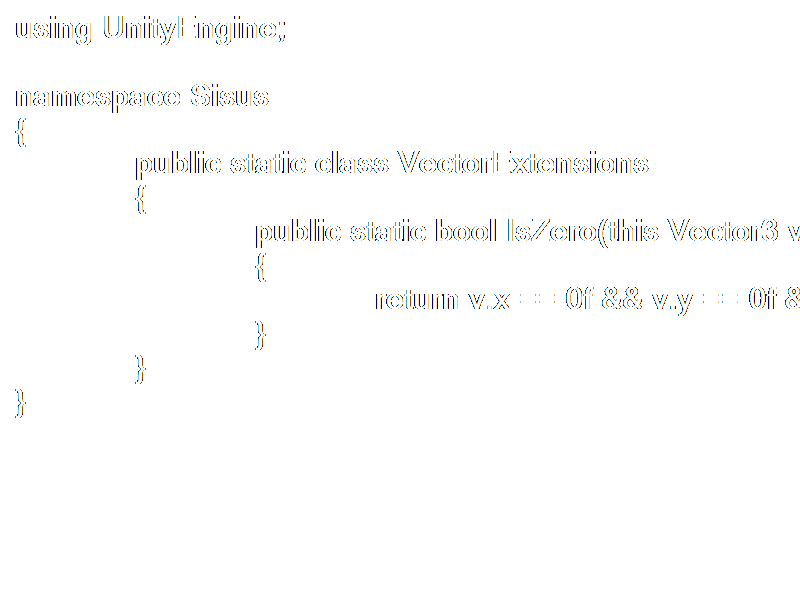 using UnityEngine;
namespace Sisus
{
public static class VectorExtensions
{
public static bool IsZero(this Vector3 v
{
return v.x == 0f && v.y == 0f &
}
}
}